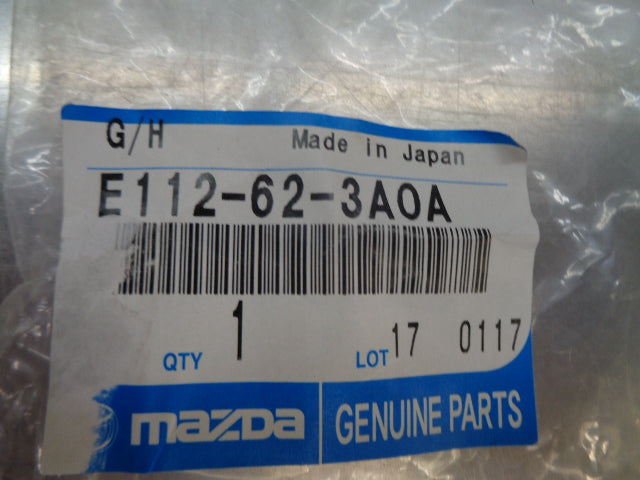 G/H Made in Japan
E112-62-3A0A
QTY 1 LOT 17 0117
mazda GENUINE PARTS